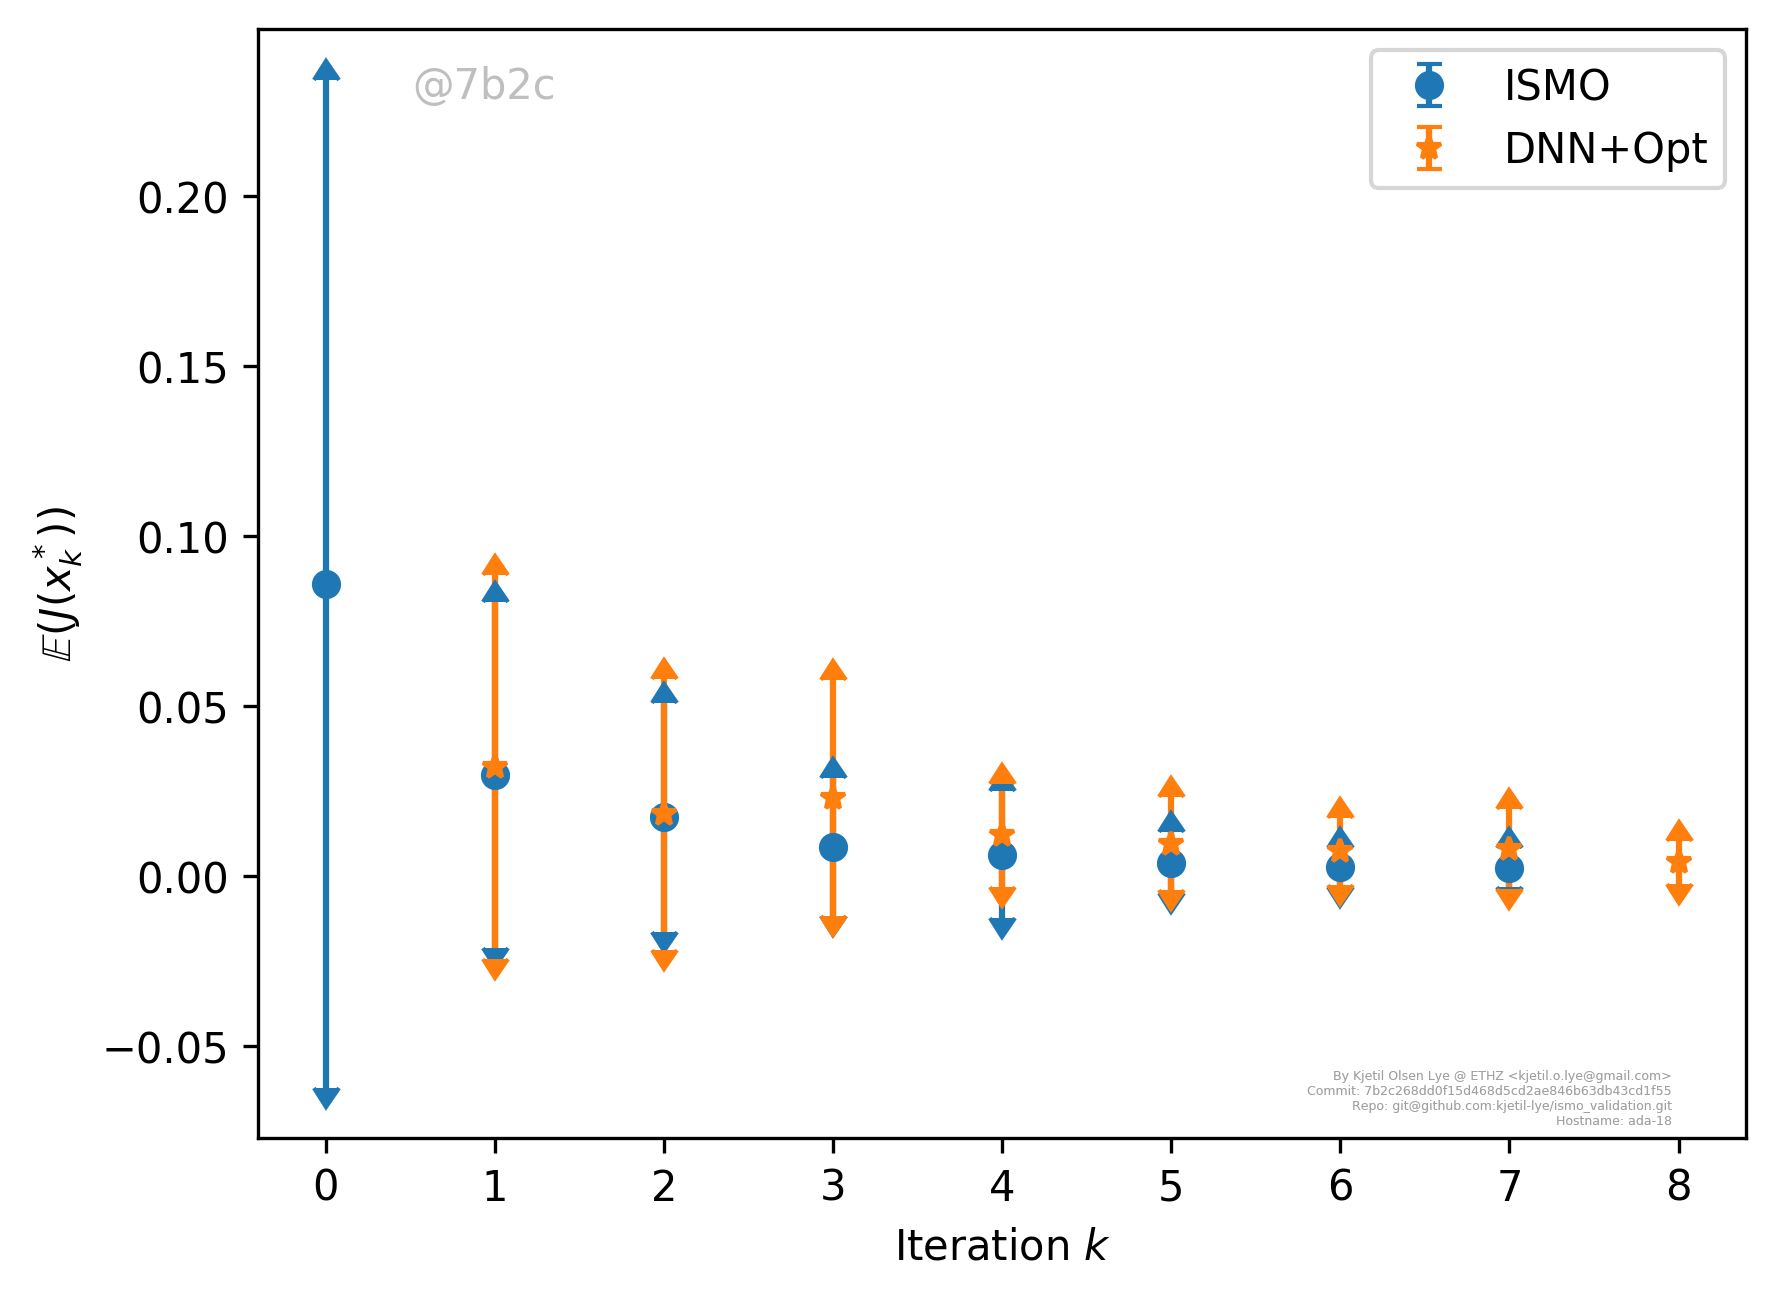 @7b2c
ISMO
DNN+Opt
0.20
0.15
0.10
0.05
0.00
−0.05
𝔼(J(x*k))
0 1 2 3 4 5 6 7 8
Iteration k
By Kjetil Olsen Lye @ ETHZ <kjetil.o.lye@gmail.com>
Commit: 7b2c268dd0f15d468d5cd2ae846b63db43cd1f55
Repo: git@github.com:kjetil-lye/ismo_validation.git
Hostname: ada-18